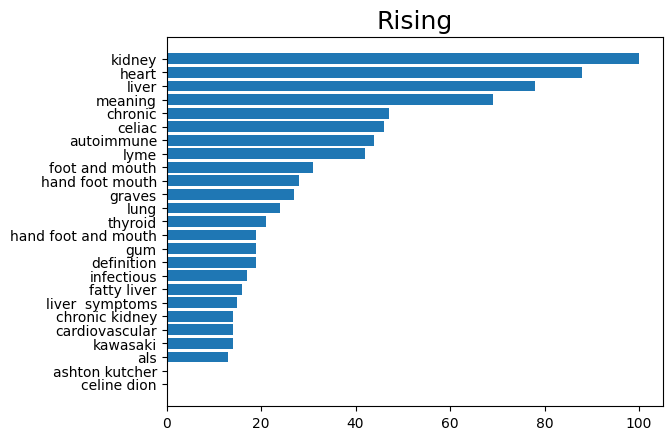 Rising
kidney
heart
liver
meaning
chronic
celiac
autoimmune
lyme
foot and mouth
hand foot mouth
graves
lung
thyroid
hand foot and mouth
gum
definition
infectious
fatty liver
liver  symptoms
chronic kidney
cardiovascular
kawasaki
als
ashton kutcher
celine dion
0 20 40 60 80 100